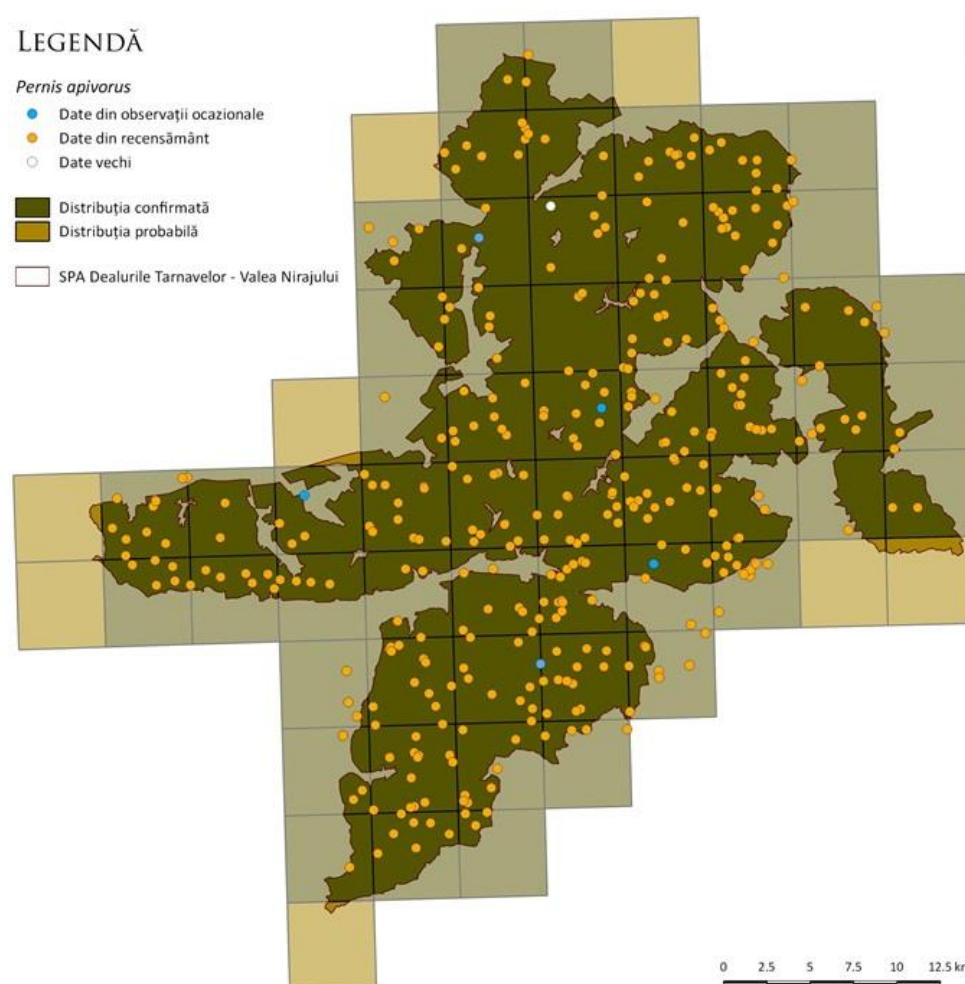 LEGENDĂ
Pernis apivorus
Date din observații ocazionale
Date din recensământ
Date vechi
Distribuția confirmată
Distribuția probabilă
SPA Dealurile Tarnavelor - Valea Nirajului
0 2.5 5 7.5 10 12.5 km